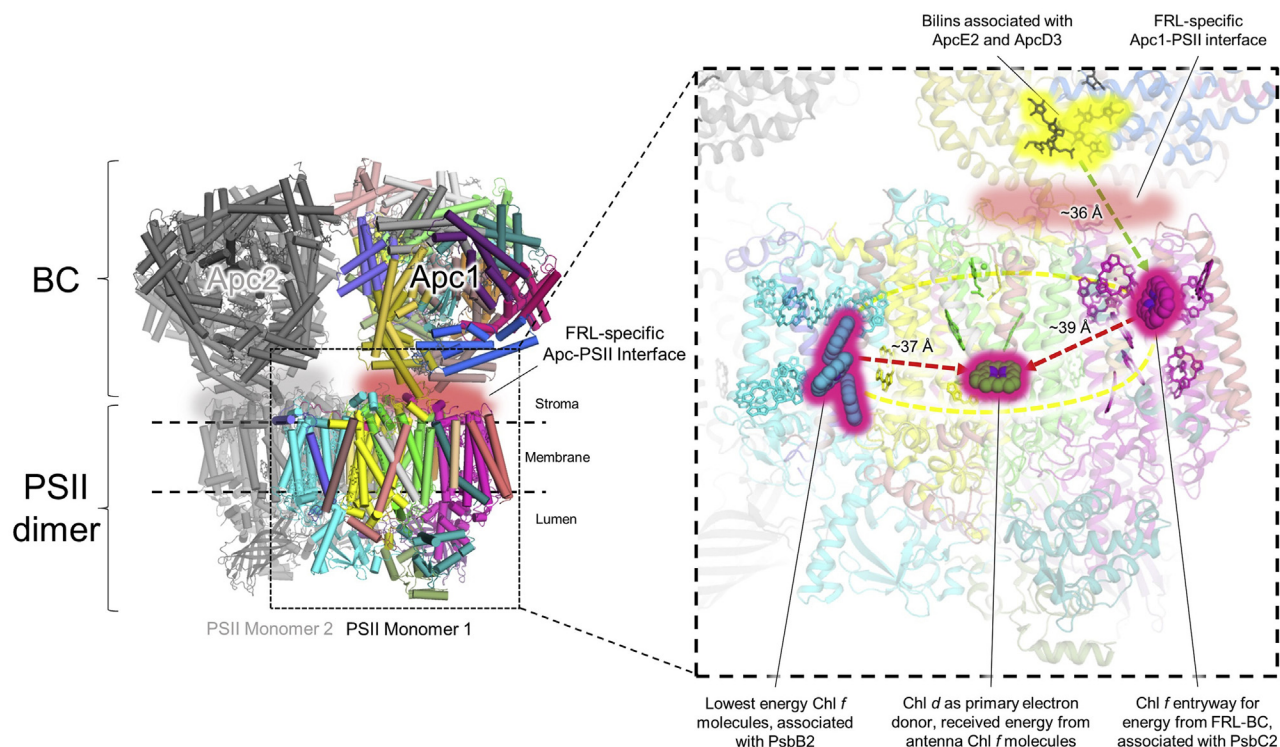 BC
PSII
dimer
Apc2
Apc1
FRL-specific
Apc-PSII Interface
Stroma
Membrane
Lumen
PSII Monomer 2
PSII Monomer 1
Bilins associated with
ApcE2 and ApcD3
FRL-specific
Apc1-PSII interface
~36 Å
~39 Å
~37 Å
Lowest energy Chl f
molecules, associated
with PsbB2
Chl d as primary electron
donor, received energy from
antenna Chl f molecules
Chl f entryway for
energy from FRL-BC,
associated with PsbC2